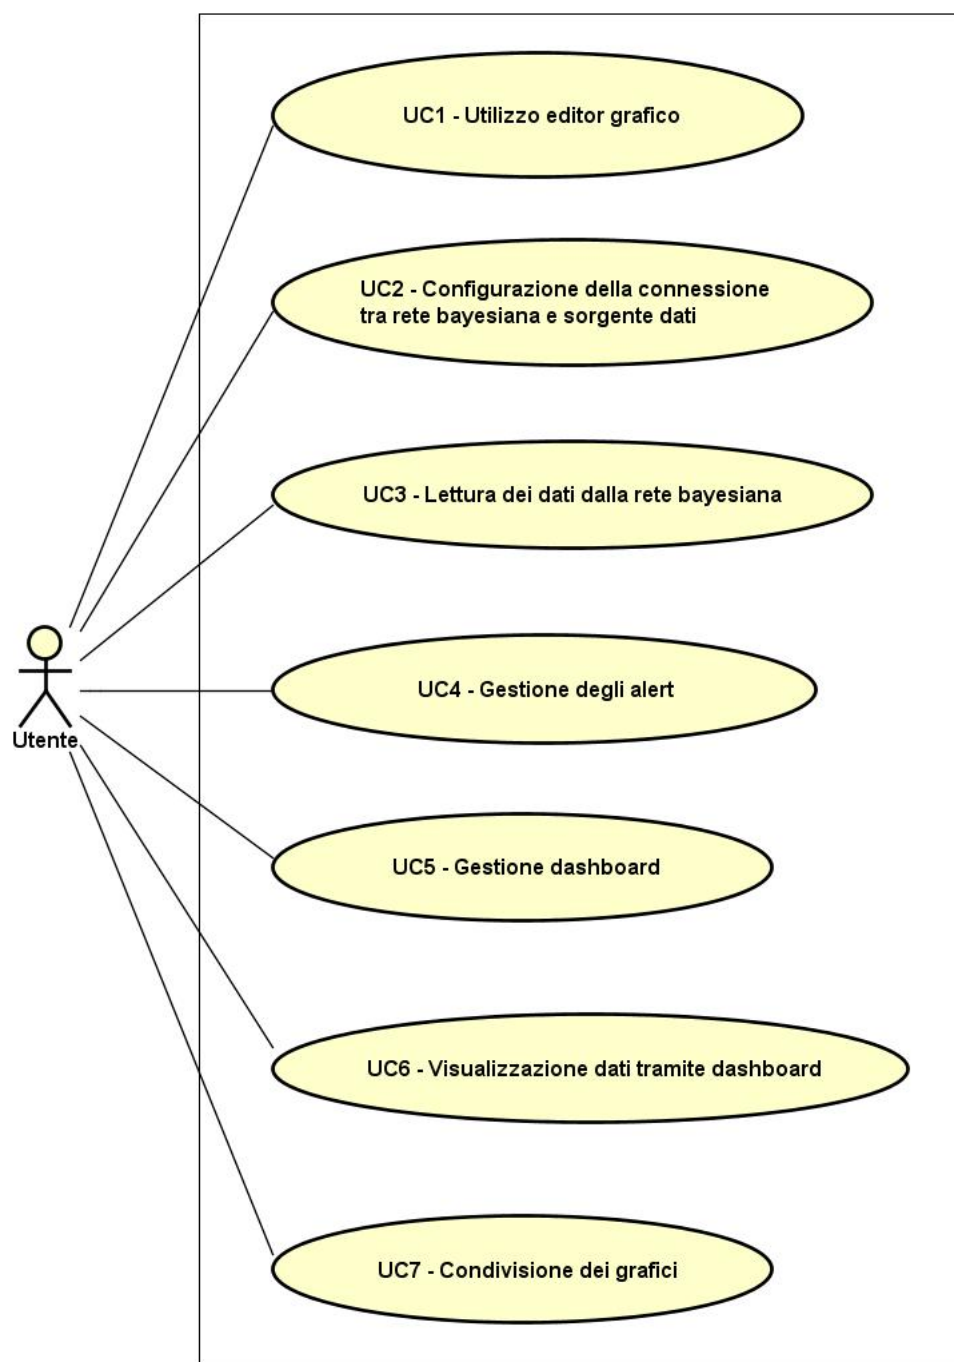 UC1 - Utilizzo editor grafico
UC2 - Configurazione della connessione
tra rete bayesiana e sorgente dati
UC3 - Lettura dei dati dalla rete bayesiana
UC4 - Gestione degli alert
Utente
UC5 - Gestione dashboard
UC6 - Visualizzazione dati tramite dashboard
UC7 - Condivisione dei grafici